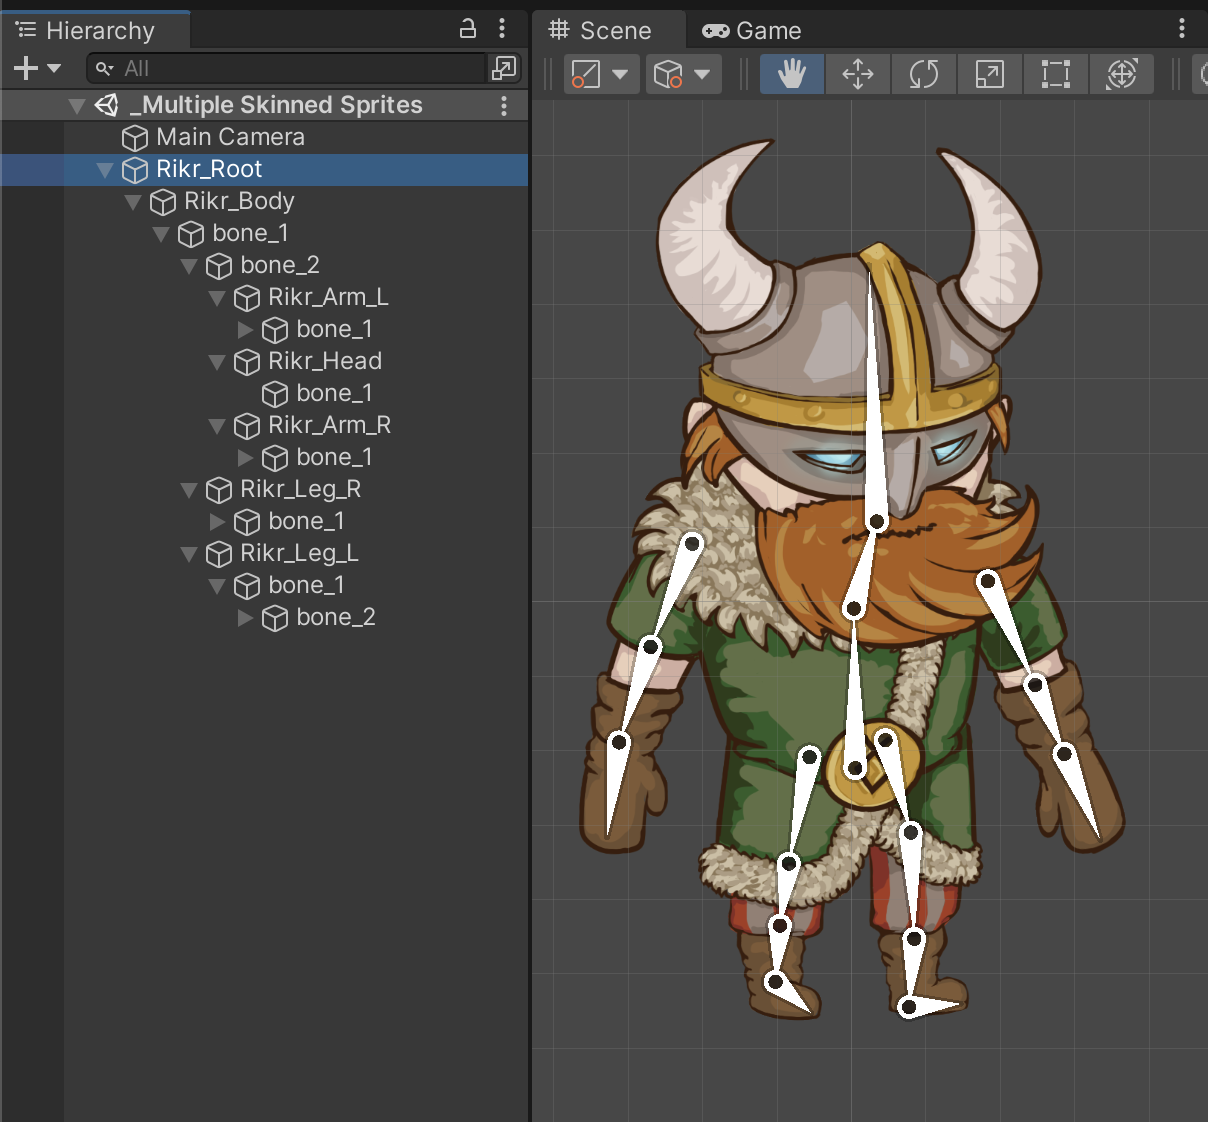 Hierarchy
All
_Multiple Skinned Sprites
Main Camera
Rikr_Root
Rikr_Body
bone_1
bone_2
Rikr_Arm_L
bone_1
Rikr_Head
bone_1
Rikr_Arm_R
bone_1
Rikr_Leg_R
bone_1
Rikr_Leg_L
bone_1
bone_2
Scene
Game